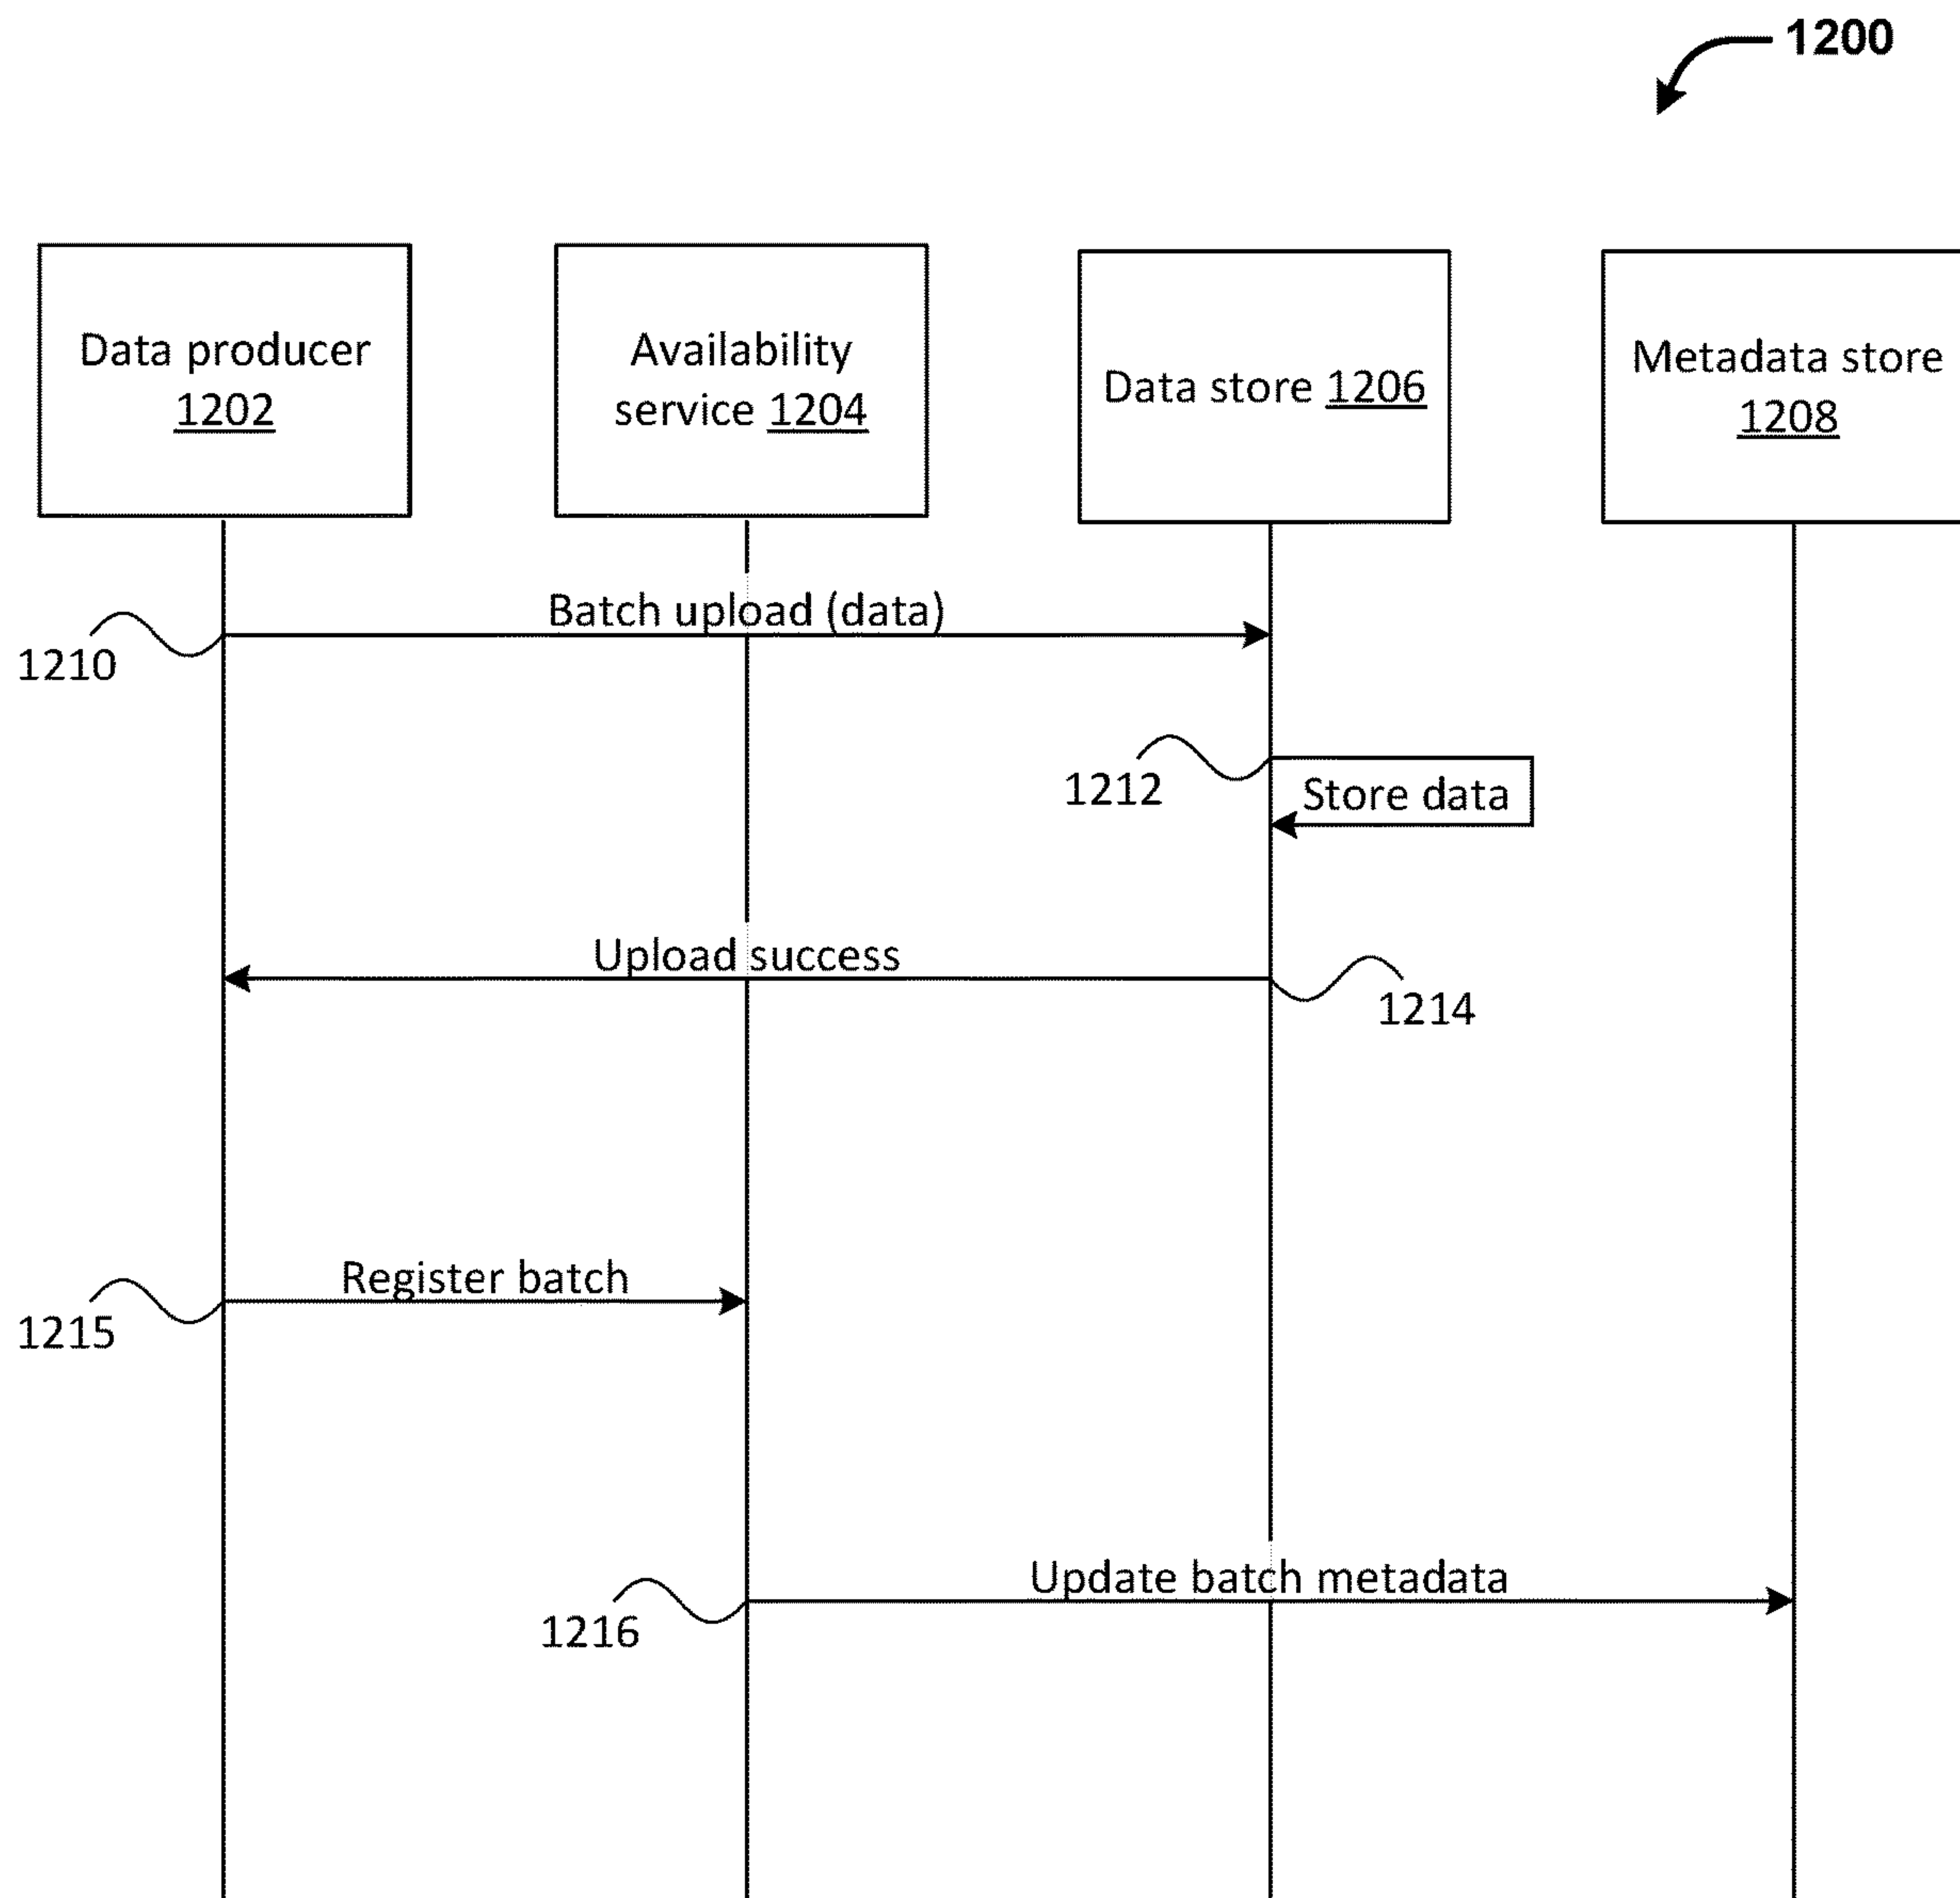 1200
Data producer
1202
Availability
service 1204
Data store 1206
Metadata store
1208
Batch upload (data)
1210
1212
Store data
Upload success
1214
Register batch
1215
Update batch metadata
1216